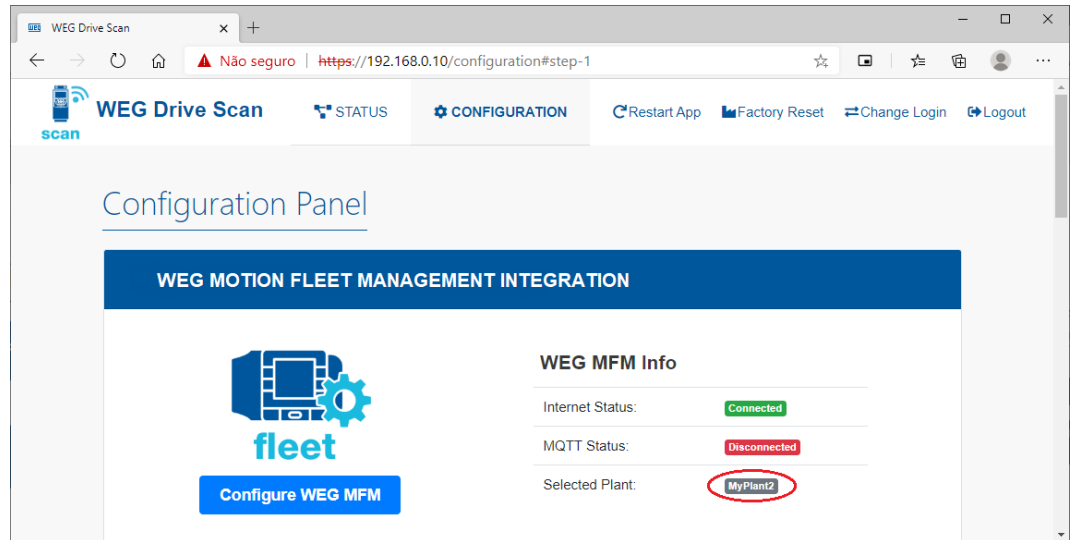 WEG Drive Scan
Não seguro | https://192.168.0.10/configuration#step-1
scan
WEG Drive Scan
STATUS
CONFIGURATION
Restart App
Factory Reset
Change Login
Logout
Configuration Panel
WEG MOTION FLEET MANAGEMENT INTEGRATION
fleet
Configure WEG MFM
WEG MFM Info
Internet Status: Connected
MQTT Status: Disconnected
Selected Plant: MyPlant2